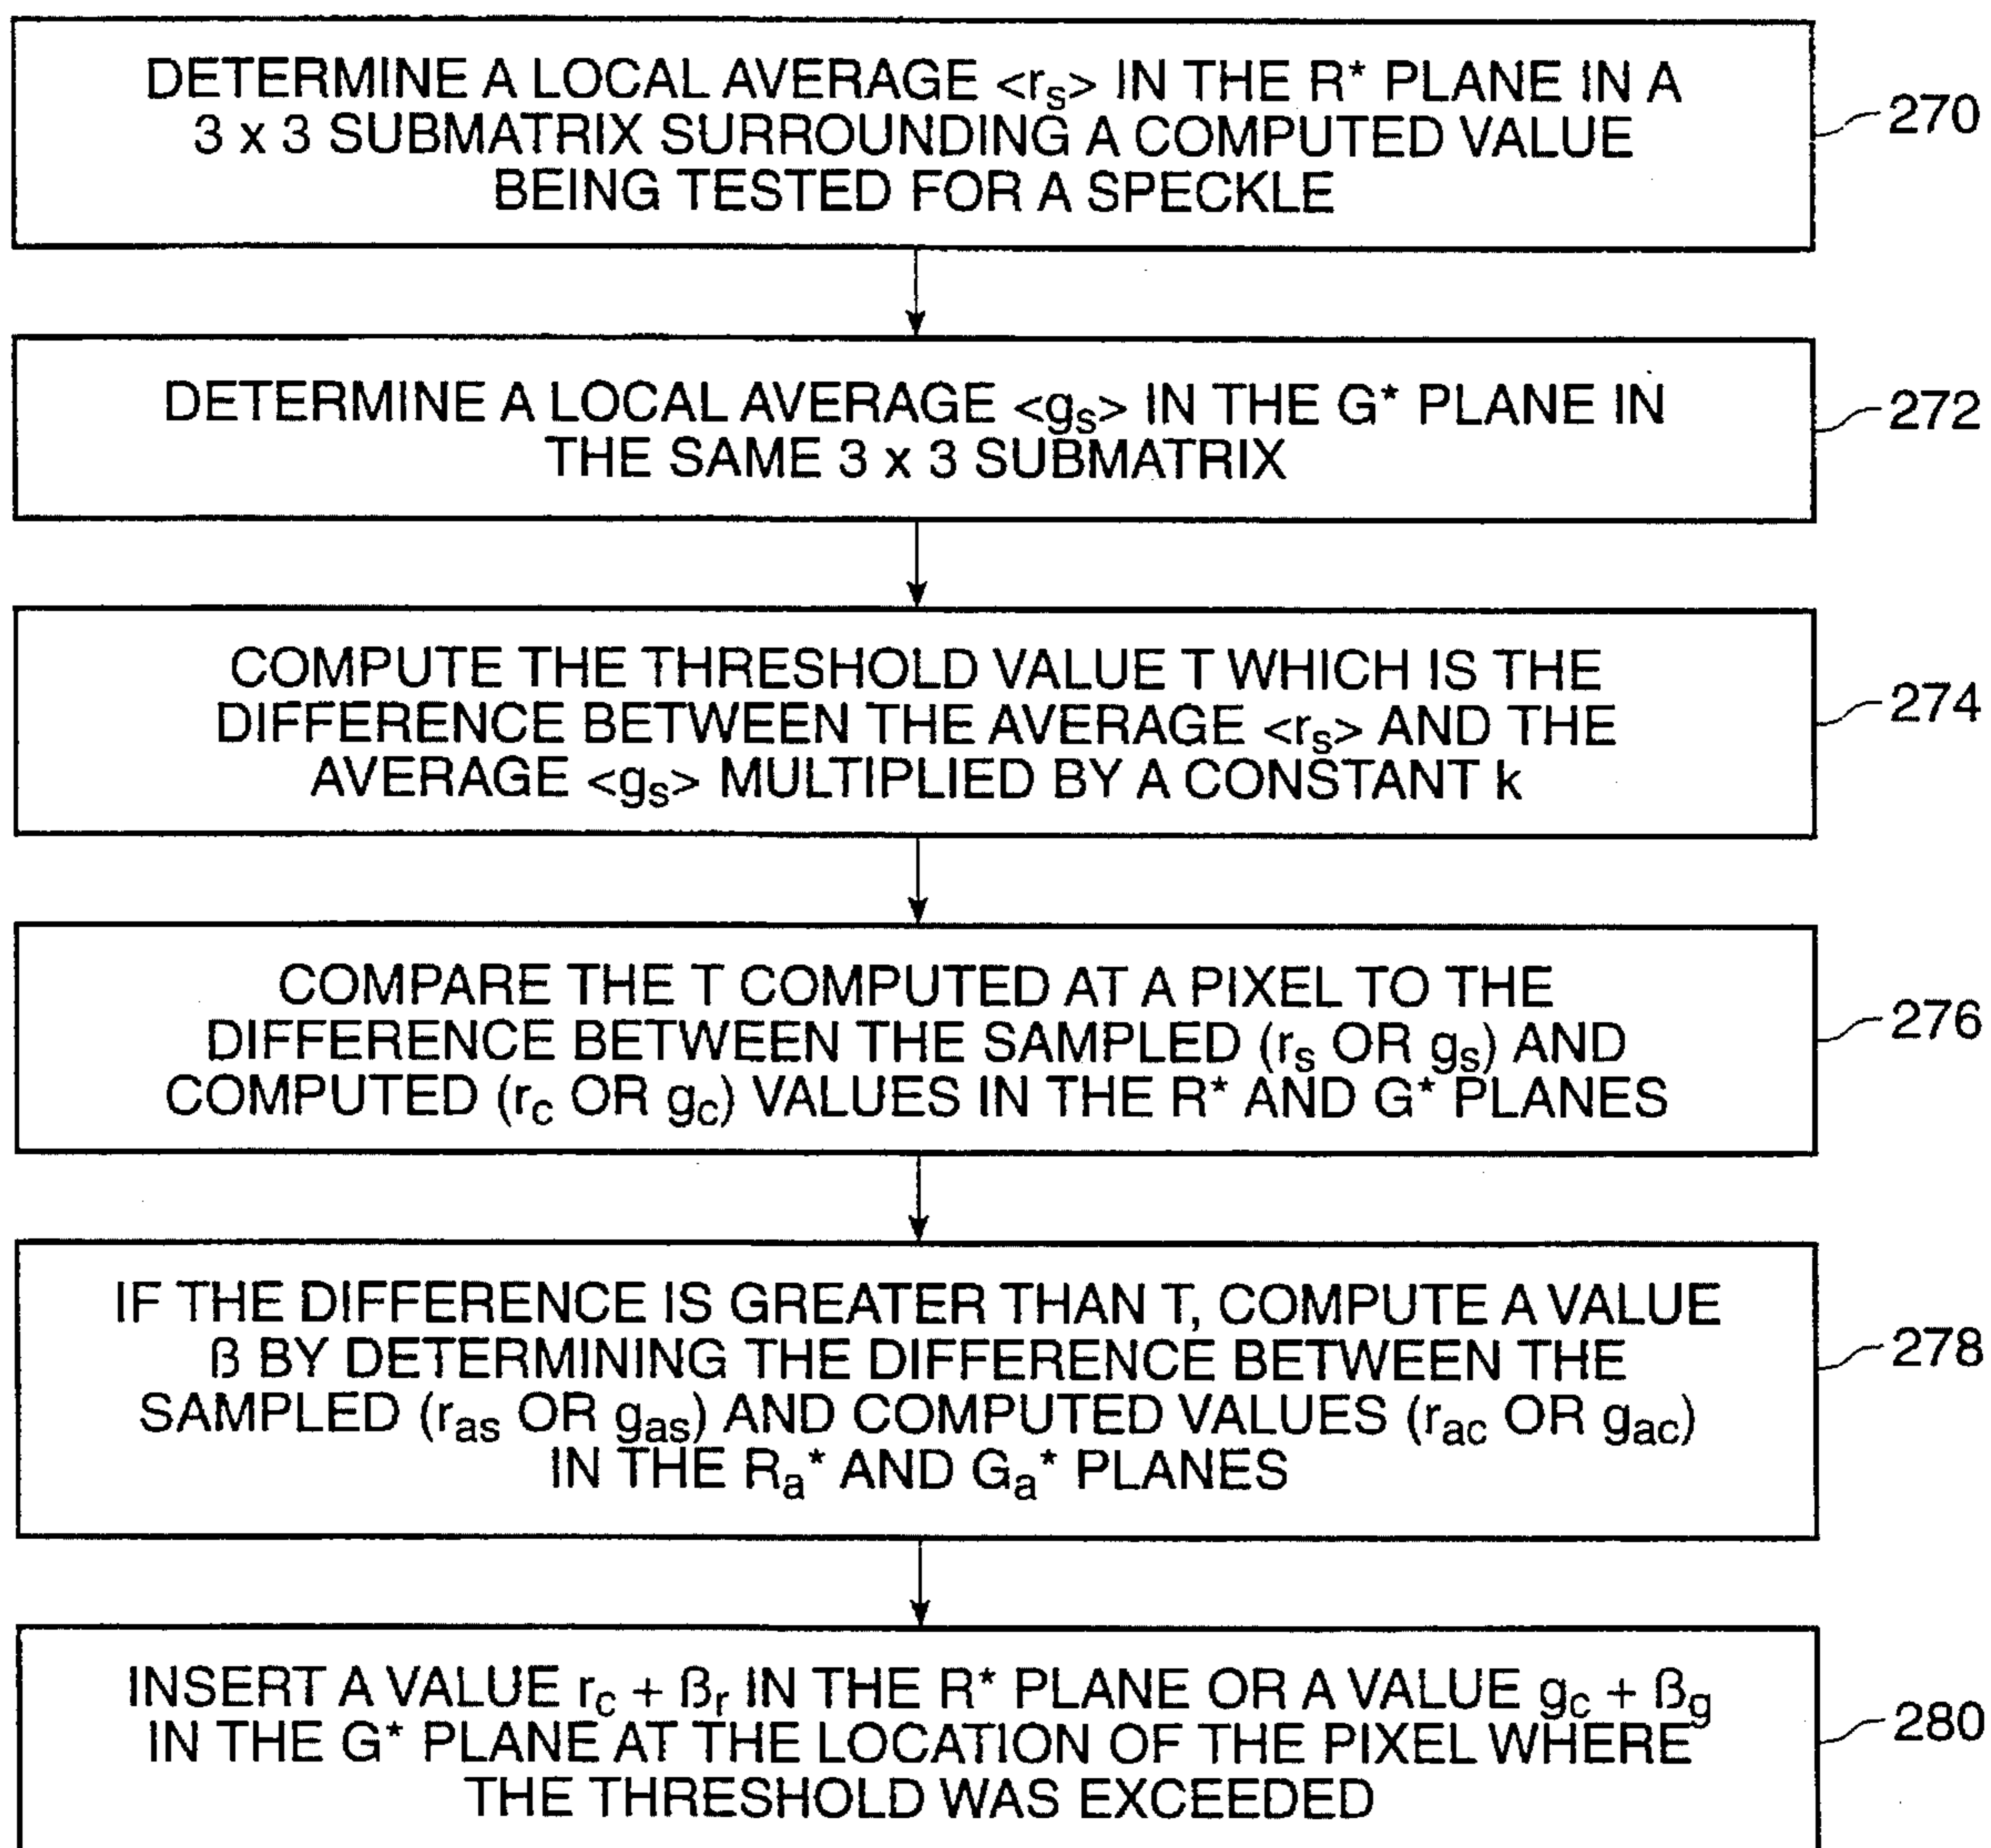 DETERMINE A LOCAL AVERAGE <rs> IN THE R* PLANE IN A
3 x 3 SUBMATRIX SURROUNDING A COMPUTED VALUE
BEING TESTED FOR A SPECKLE
270
DETERMINE A LOCAL AVERAGE <gs> IN THE G* PLANE IN
THE SAME 3 x 3 SUBMATRIX
272
COMPUTE THE THRESHOLD VALUE T WHICH IS THE
DIFFERENCE BETWEEN THE AVERAGE <rs> AND THE
AVERAGE <gs> MULTIPLIED BY A CONSTANT k
274
COMPARE THE T COMPUTED AT A PIXEL TO THE
DIFFERENCE BETWEEN THE SAMPLED (rs OR gs) AND
COMPUTED (rc OR gc) VALUES IN THE R* AND G* PLANES
276
IF THE DIFFERENCE IS GREATER THAN T, COMPUTE A VALUE
ß BY DETERMINING THE DIFFERENCE BETWEEN THE
SAMPLED (ras OR gas) AND COMPUTED VALUES (rac OR gac)
IN THE Ra* AND Ga* PLANES
278
INSERT A VALUE rc + ßr IN THE R* PLANE OR A VALUE gc + ßg
IN THE G* PLANE AT THE LOCATION OF THE PIXEL WHERE
THE THRESHOLD WAS EXCEEDED
280